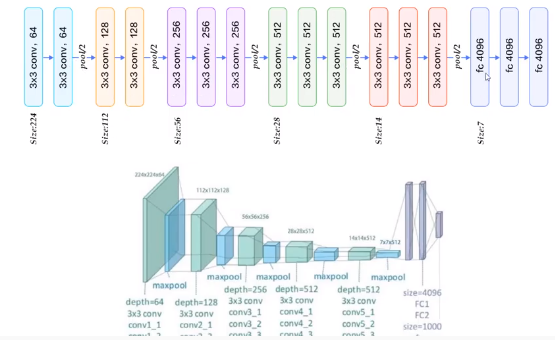 3x3 conv, 64
3x3 conv, 64
pool/2
3x3 conv, 128
3x3 conv, 128
pool/2
3x3 conv, 256
3x3 conv, 256
3x3 conv, 256
pool/2
3x3 conv, 512
3x3 conv, 512
3x3 conv, 512
pool/2
3x3 conv, 512
3x3 conv, 512
3x3 conv, 512
pool/2
fc 4096
fc 4096
fc 4096
Size:224
Size:112
Size:56
Size:28
Size:14
Size:7
224x224x64
112x112x128
56x56x256
28x28x512
14x14x512
7x7x512
maxpool
maxpool
maxpool
maxpool
maxpool
depth=64
3x3 conv
conv1_1
depth=128
3x3 conv
conv2_1
depth=256
3x3 conv
conv3_1
conv3_2
depth=512
3x3 conv
conv4_1
conv4_2
depth=512
3x3 conv
conv5_1
conv5_2
size=4096
FC1
FC2
size=1000